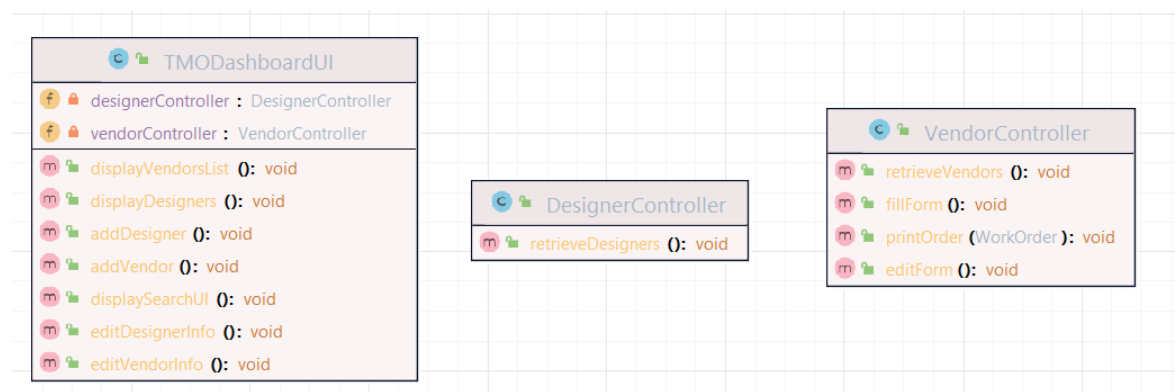 TMODashboardUI
designerController : DesignerController
vendorController : VendorController
displayVendorsList (): void
displayDesigners (): void
addDesigner (): void
addVendor (): void
displaySearchUI (): void
editDesignerInfo (): void
editVendorInfo (): void
DesignerController
retrieveDesigners (): void
VendorController
retrieveVendors (): void
fillForm (): void
printOrder (WorkOrder ): void
editForm (): void